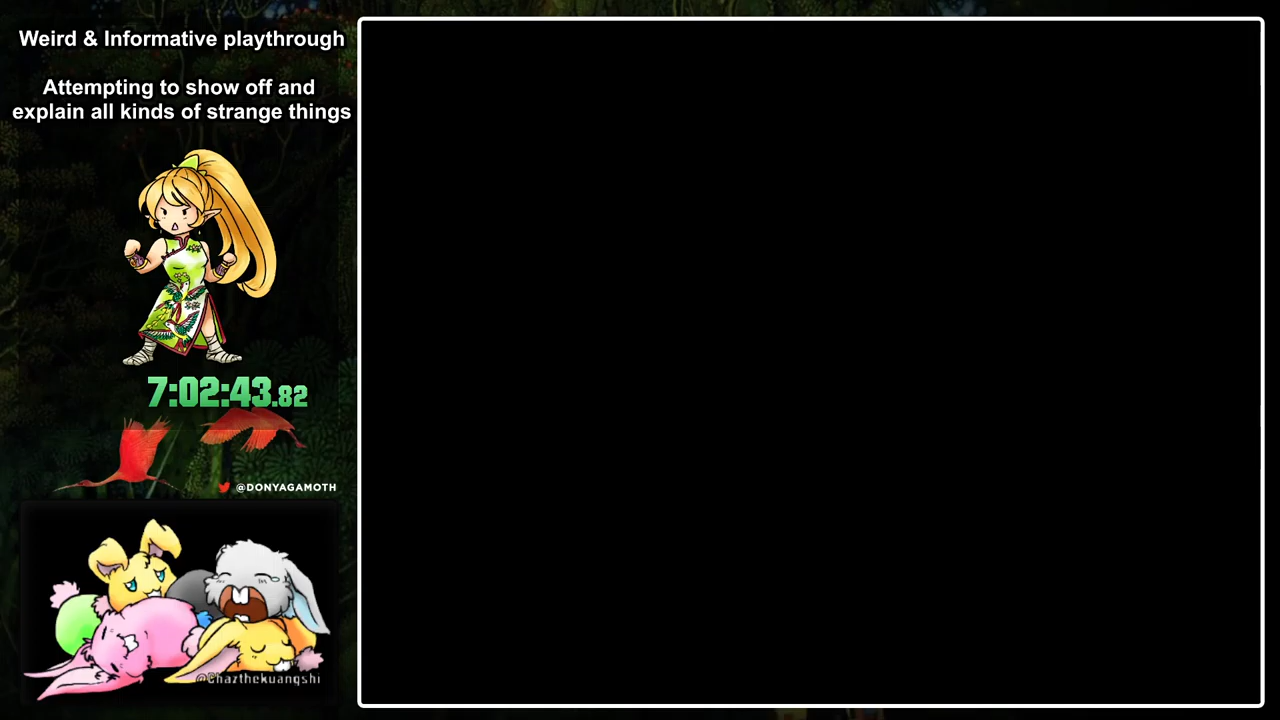 Weird & Informative playthrough
Attempting to show off and
explain all kinds of strange things
7:02:43.82
@DONYAGAMOTH
@Chazthekuangshi